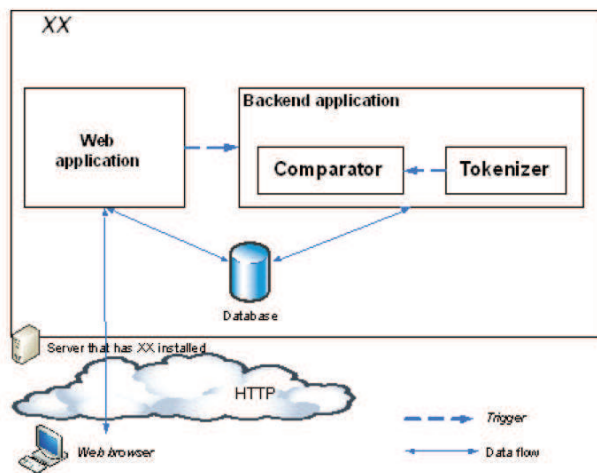 XX
Web
application
Backend application
Comparator
Tokenizer
Database
Server that has XX installed
HTTP
Web browser
Trigger
Data flow